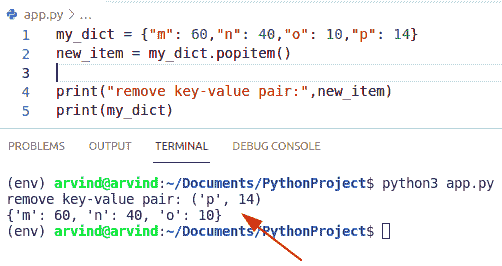 app.py > ...
1 my_dict = {"m": 60,"n": 40,"o": 10,"p": 14}
2 new_item = my_dict.popitem()
3
4 print("remove key-value pair:",new_item)
5 print(my_dict)
PROBLEMS OUTPUT TERMINAL DEBUG CONSOLE
(env) arvind@arvind:~/Documents/PythonProject$ python3 app.py
remove key-value pair: ('p', 14)
{'m': 60, 'n': 40, 'o': 10}
(env) arvind@arvind:~/Documents/PythonProject$